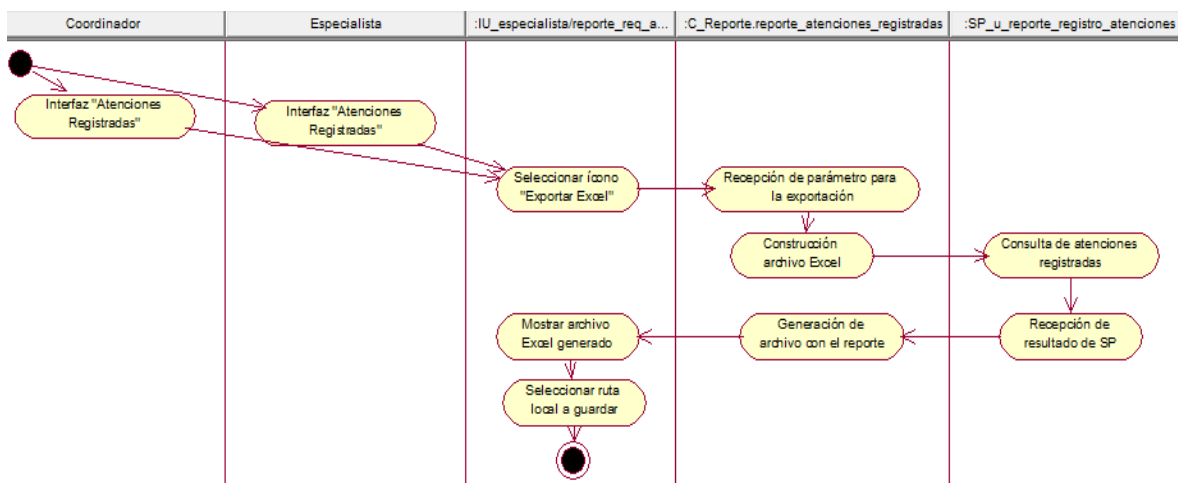 Coordinador
Especialista
:IU_especialista/reporte_req_a...
:C_Reporte.reporte_atenciones_registradas
:SP_u_reporte_registro_atenciones
Interfaz "Atenciones
Registradas"
Interfaz "Atenciones
Registradas"
Seleccionar ícono
"Exportar Excel"
Recepción de parámetro para
la exportación
Construcción
archivo Excel
Consulta de atenciones
registradas
Mostrar archivo
Excel generado
Generación de
archivo con el reporte
Recepción de
resultado de SP
Seleccionar ruta
local a guardar